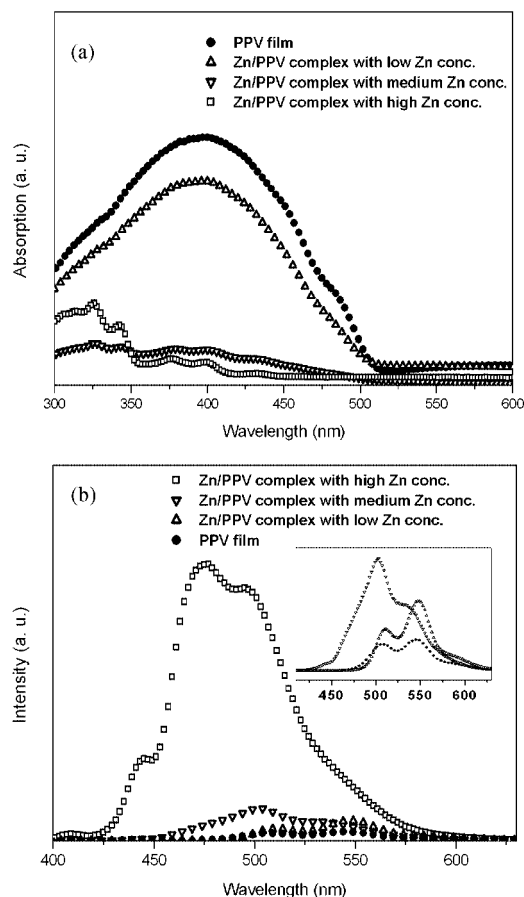 (a)
PPV film
Zn/PPV complex with low Zn conc.
Zn/PPV complex with medium Zn conc.
Zn/PPV complex with high Zn conc.
Absorption (a. u.)
300 350 400 450 500 550 600
Wavelength (nm)
(b)
Zn/PPV complex with high Zn conc.
Zn/PPV complex with medium Zn conc.
Zn/PPV complex with low Zn conc.
PPV film
450 500 550 600
Intensity (a. u.)
400 450 500 550 600
Wavelength (nm)